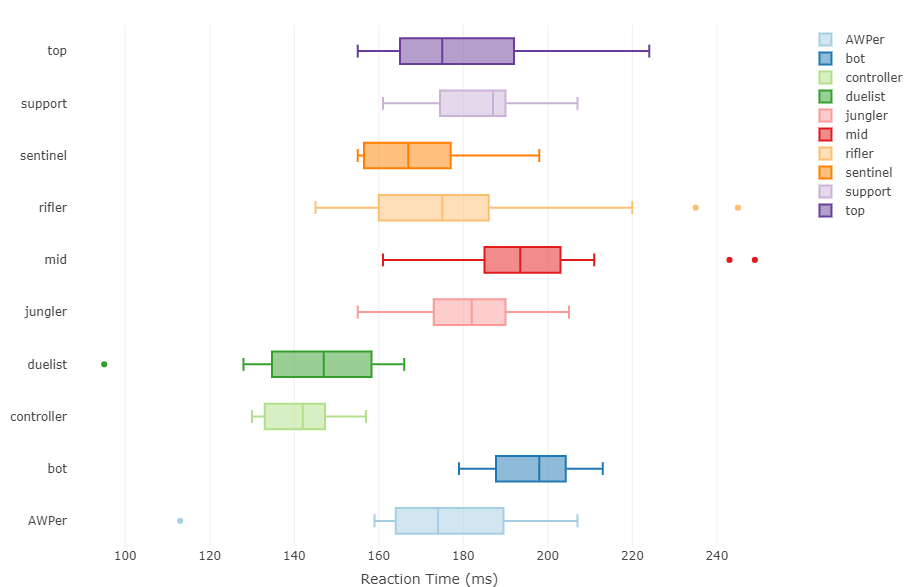 top
support
sentinel
rifler
mid
jungler
duelist
controller
bot
AWPer
100 120 140 160 180 200 220 240
Reaction Time (ms)
AWPer
bot
controller
duelist
jungler
mid
rifler
sentinel
support
top